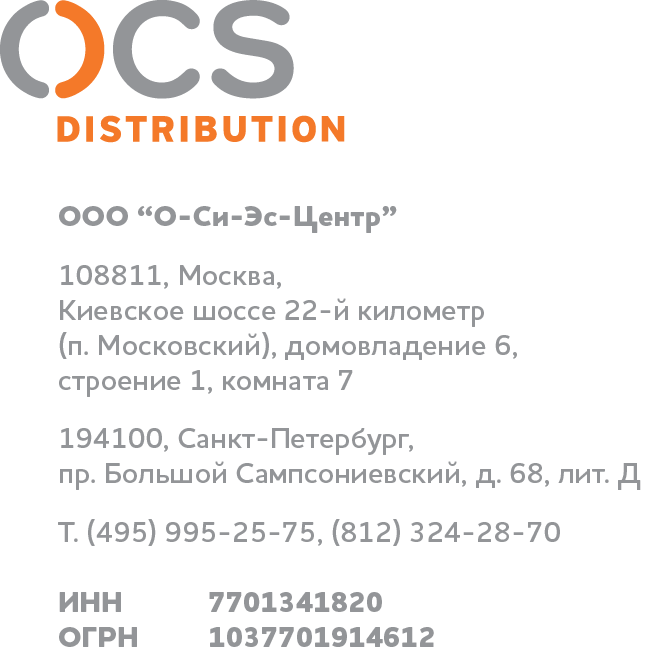 OCS
DISTRIBUTION
ООО “О-Си-Эс-Центр”
108811, Москва,
Киевское шоссе 22-й километр
(п. Московский), домовладение 6,
строение 1, комната 7
194100, Санкт-Петербург,
пр. Большой Сампсониевский, д. 68, лит. Д
Т. (495) 995-25-75, (812) 324-28-70
ИНН 7701341820
ОГРН 1037701914612